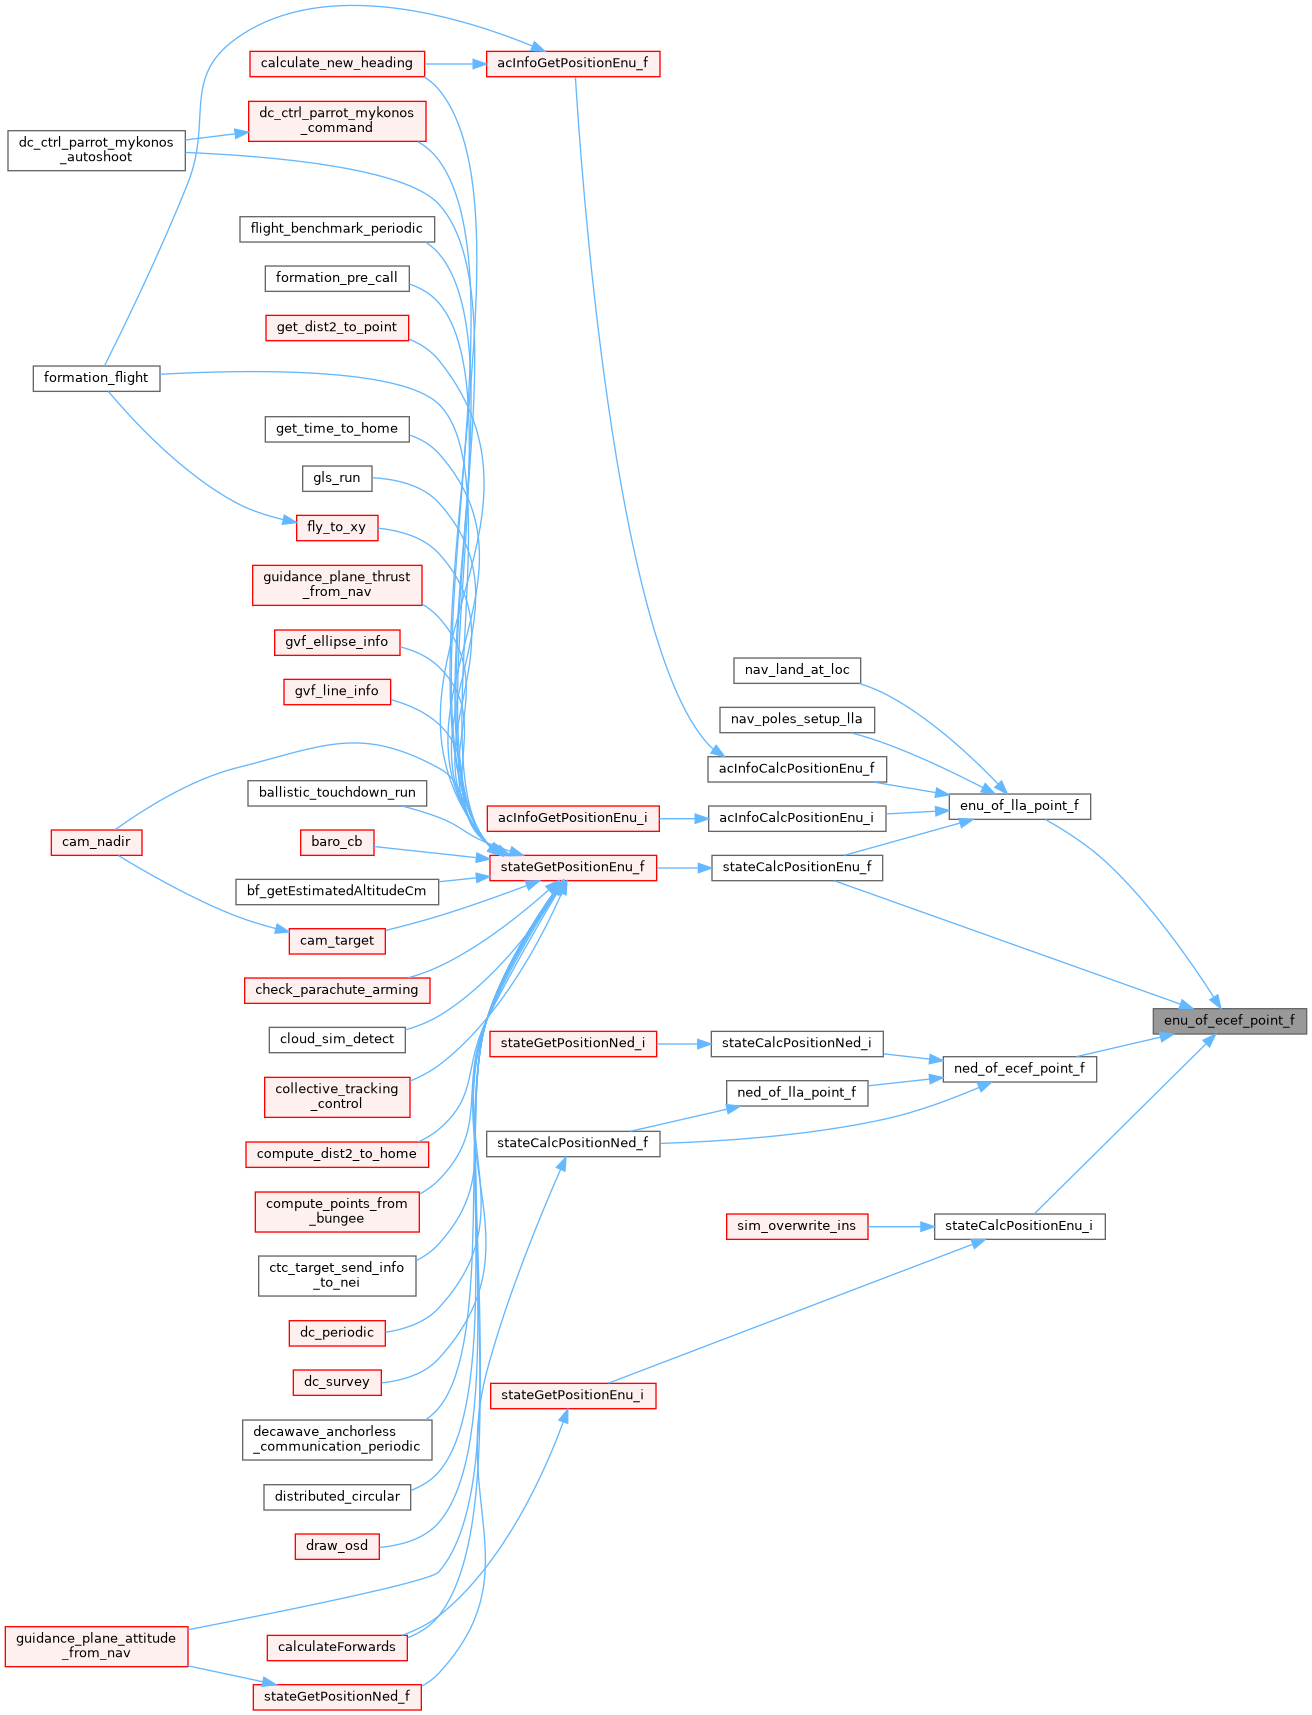 calculate_new_heading
acInfoGetPositionEnu_f
dc_ctrl_parrot_mykonos
_command
dc_ctrl_parrot_mykonos
_autoshoot
flight_benchmark_periodic
formation_pre_call
get_dist2_to_point
formation_flight
get_time_to_home
gls_run
fly_to_xy
guidance_plane_thrust
_from_nav
gvf_ellipse_info
nav_land_at_loc
gvf_line_info
nav_poles_setup_lla
acInfoCalcPositionEnu_f
ballistic_touchdown_run
enu_of_lla_point_f
acInfoGetPositionEnu_i
acInfoCalcPositionEnu_i
cam_nadir
baro_cb
stateGetPositionEnu_f
stateCalcPositionEnu_f
bf_getEstimatedAltitudeCm
cam_target
check_parachute_arming
enu_of_ecef_point_f
cloud_sim_detect
stateGetPositionNed_i
stateCalcPositionNed_i
ned_of_ecef_point_f
collective_tracking
_control
ned_of_lla_point_f
stateCalcPositionNed_f
compute_dist2_to_home
compute_points_from
_bungee
sim_overwrite_ins
stateCalcPositionEnu_i
ctc_target_send_info
_to_nei
dc_periodic
dc_survey
stateGetPositionEnu_i
decawave_anchorless
_communication_periodic
distributed_circular
draw_osd
guidance_plane_attitude
_from_nav
calculateForwards
stateGetPositionNed_f